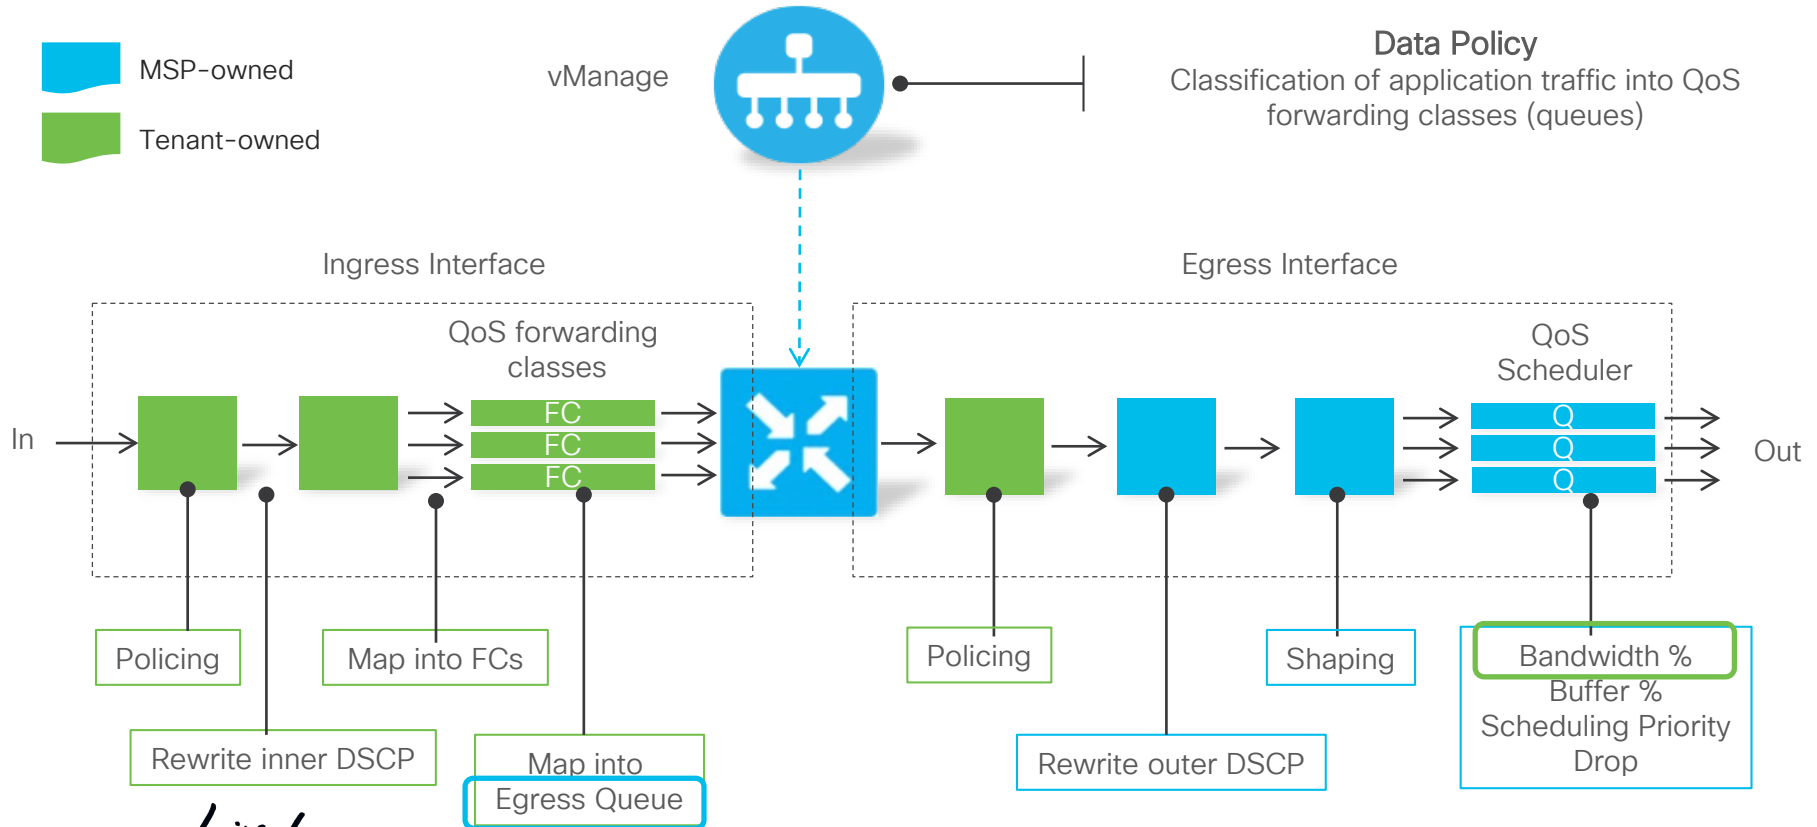 MSP-owned
Tenant-owned
vManage
Data Policy
Classification of application traffic into QoS
forwarding classes (queues)
Ingress Interface
Egress Interface
QoS forwarding
classes
QoS
Scheduler
In
FC
FC
FC
Q
Q
Q
Out
Policing
Map into FCs
Policing
Shaping
Bandwidth %
Buffer %
Scheduling Priority
Drop
Rewrite inner DSCP
Map into
Egress Queue
Rewrite outer DSCP